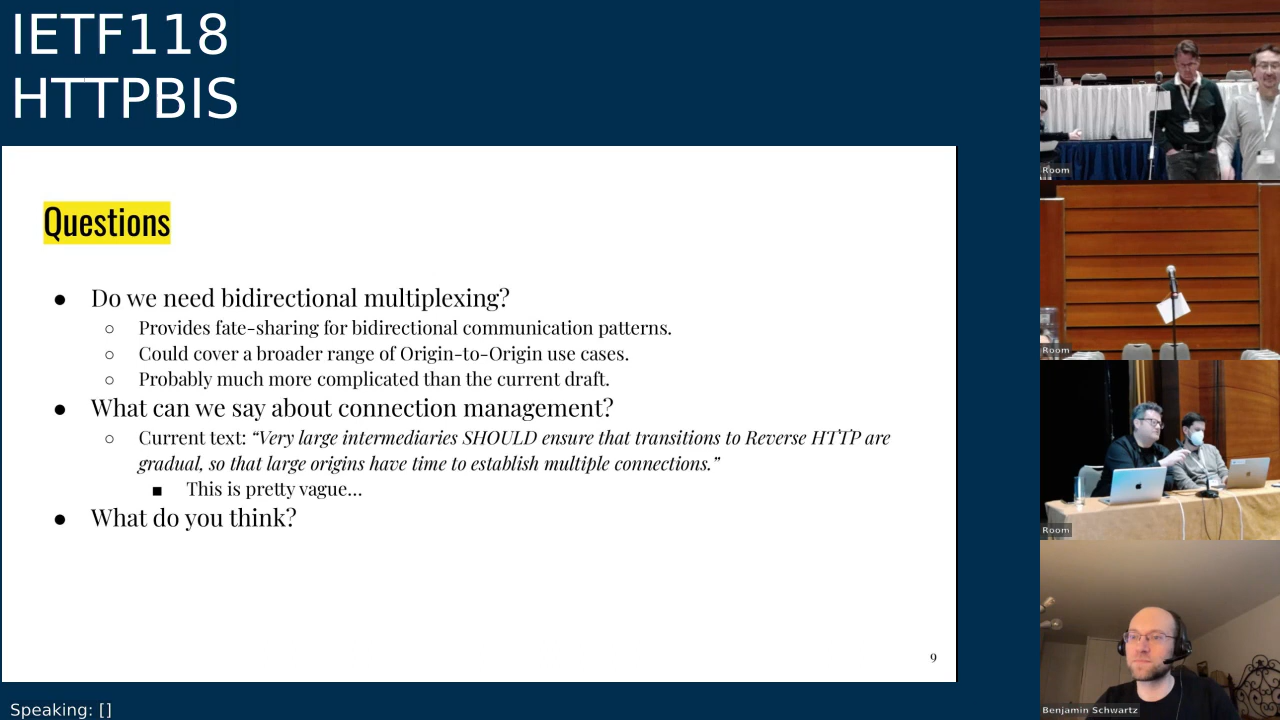 IETF118
HTTPBIS
Questions
● Do we need bidirectional multiplexing?
○ Provides fate-sharing for bidirectional communication patterns.
○ Could cover a broader range of Origin-to-Origin use cases.
○ Probably much more complicated than the current draft.
● What can we say about connection management?
○ Current text: “Very large intermediaries SHOULD ensure that transitions to Reverse HTTP are
gradual, so that large origins have time to establish multiple connections.”
■ This is pretty vague...
● What do you think?
9
Speaking: []
Room
Room
Room
Benjamin Schwartz